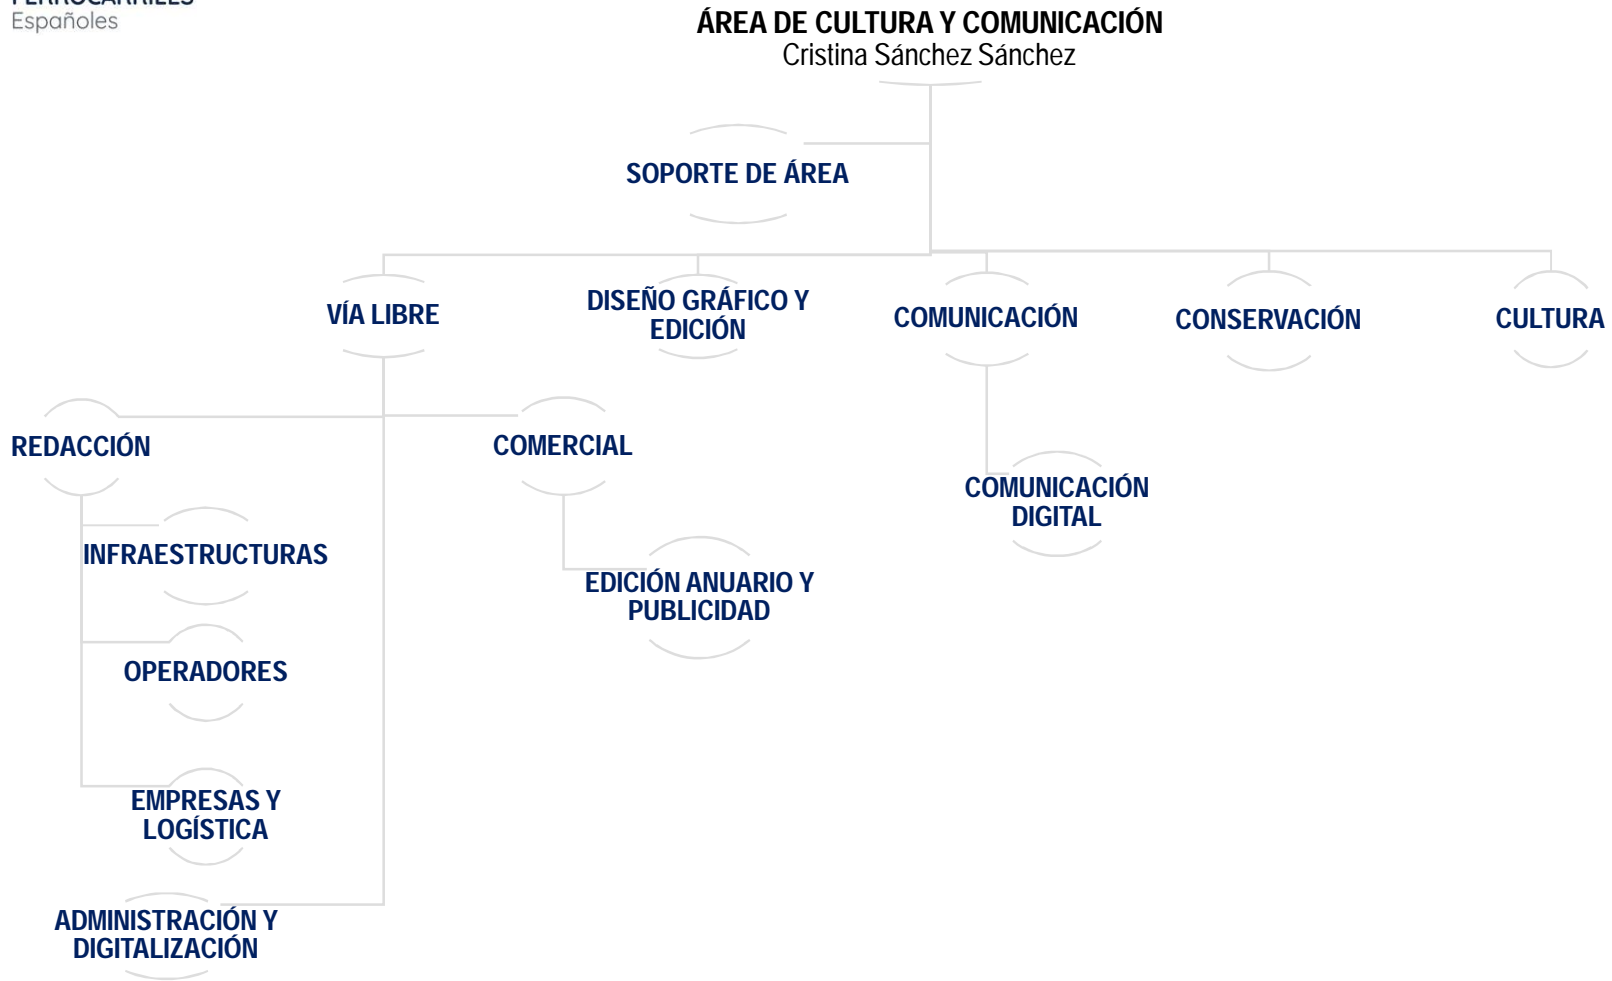 FERROCARRILES
Españoles
ÁREA DE CULTURA Y COMUNICACIÓN
Cristina Sánchez Sánchez
SOPORTE DE ÁREA
VÍA LIBRE
DISEÑO GRÁFICO Y
EDICIÓN
COMUNICACIÓN
CONSERVACIÓN
CULTURA
REDACCIÓN
COMERCIAL
COMUNICACIÓN
DIGITAL
INFRAESTRUCTURAS
EDICIÓN ANUARIO Y
PUBLICIDAD
OPERADORES
EMPRESAS Y
LOGÍSTICA
ADMINISTRACIÓN Y
DIGITALIZACIÓN